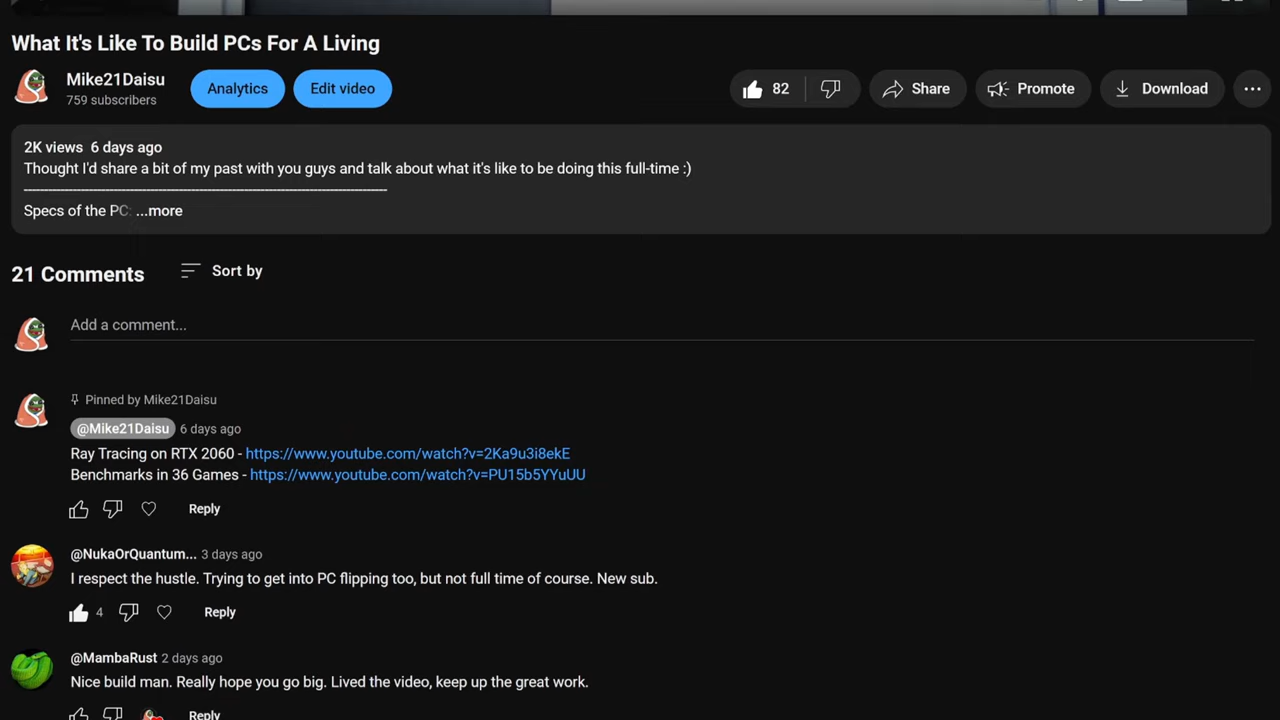 What It's Like To Build PCs For A Living
Mike21Daisu
759 subscribers
Analytics
Edit video
82
Share
Promote
Download
2K views 6 days ago
Thought I'd share a bit of my past with you guys and talk about what it's like to be doing this full-time :)
--------------------------------------------------------------------------------
Specs of the PC: ...more
21 Comments
Sort by
Add a comment...
Pinned by Mike21Daisu
@Mike21Daisu 6 days ago
Ray Tracing on RTX 2060 - https://www.youtube.com/watch?v=2Ka9u3i8ekE
Benchmarks in 36 Games - https://www.youtube.com/watch?v=PU15b5YYuUU
Reply
@NukaOrQuantum... 3 days ago
I respect the hustle. Trying to get into PC flipping too, but not full time of course. New sub.
4
Reply
@MambaRust 2 days ago
Nice build man. Really hope you go big. Lived the video, keep up the great work.
Reply